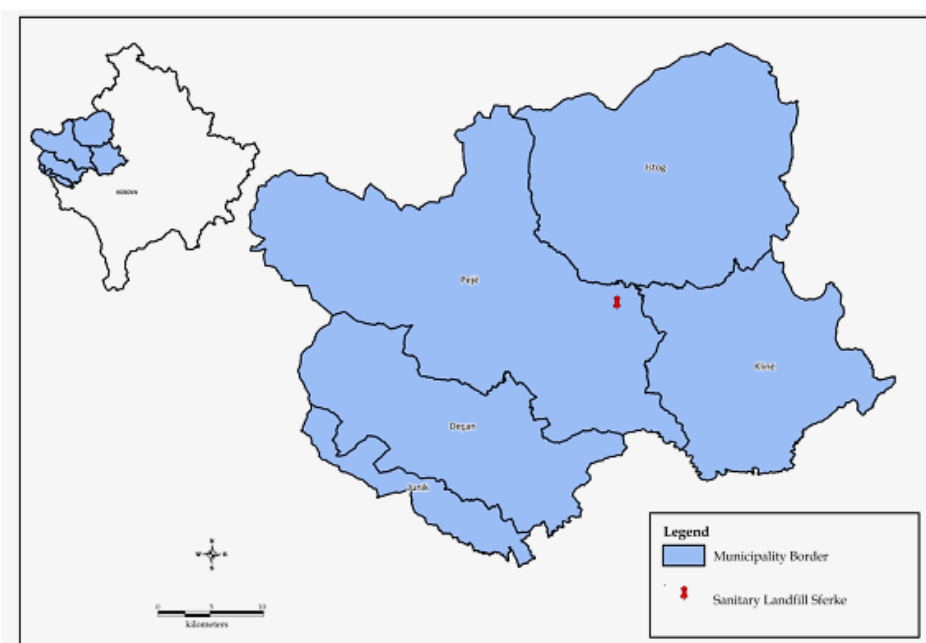 Istog
KOSOVA
Pejë
Klinë
Deçan
Junik
Legend
Municipality Border
Sanitary Landfill Sferke
N
W E
S
0 5 10
kilometers